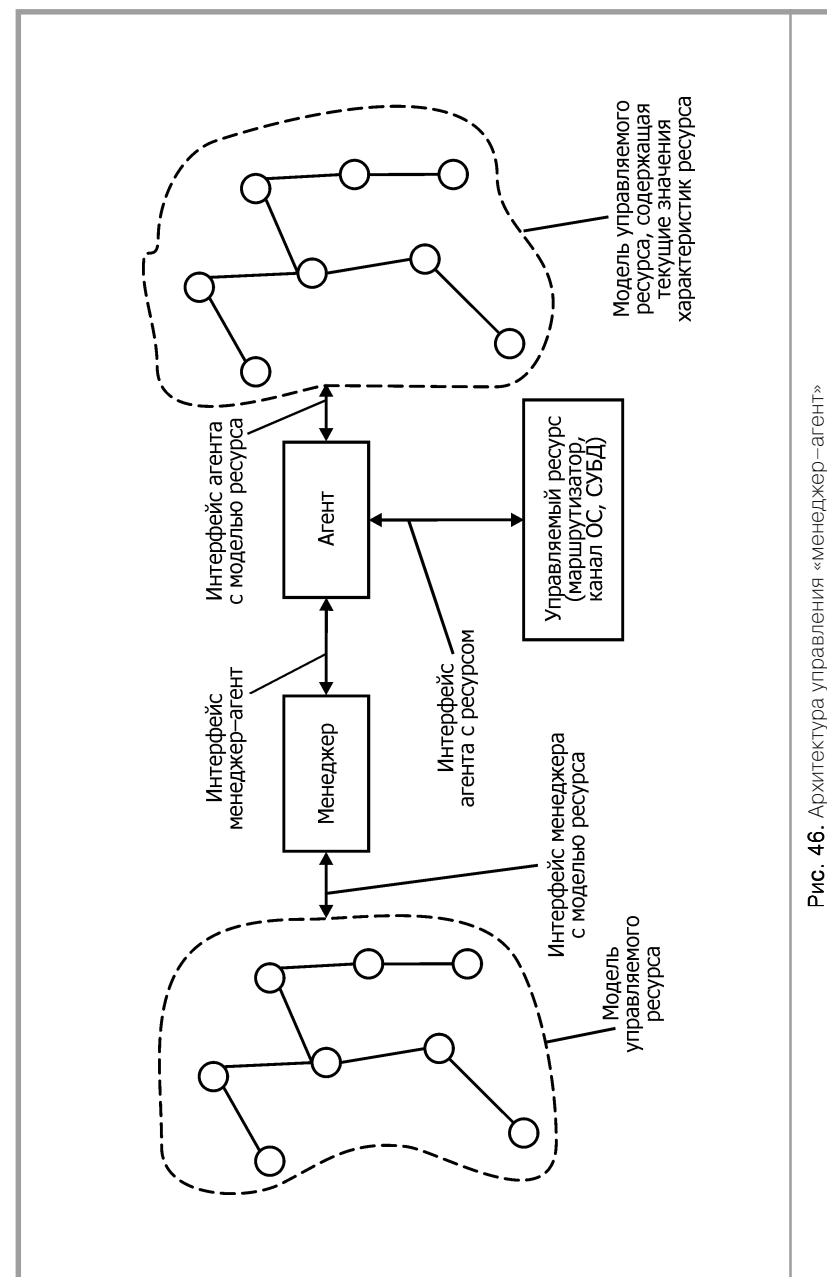 Модель
управляемого
ресурса
Интерфейс менеджера
с моделью ресурса
Менеджер
Интерфейс
менеджер–агент
Интерфейс
агента с ресурсом
Агент
Интерфейс агента
с моделью ресурса
Управляемый ресурс
(маршрутизатор,
канал ОС, СУБД)
Модель управляемого
ресурса, содержащая
текущие значения
характеристик ресурса
Рис. 46. Архитектура управления «менеджер–агент»